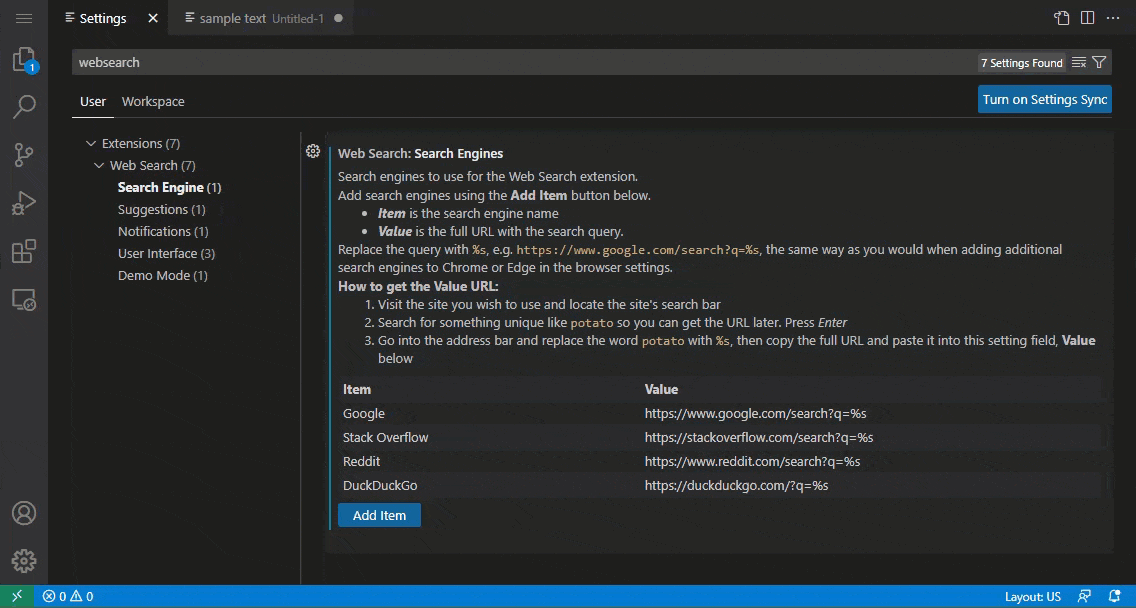 Settings
sample text Untitled-1
websearch
7 Settings Found
User Workspace
Turn on Settings Sync
Extensions (7)
Web Search (7)
Search Engine (1)
Suggestions (1)
Notifications (1)
User Interface (3)
Demo Mode (1)
Web Search: Search Engines
Search engines to use for the Web Search extension.
Add search engines using the Add Item button below.
• Item is the search engine name
• Value is the full URL with the search query.
Replace the query with %s, e.g. https://www.google.com/search?q=%s, the same way as you would when adding additional
search engines to Chrome or Edge in the browser settings.
How to get the Value URL:
1. Visit the site you wish to use and locate the site's search bar
2. Search for something unique like potato so you can get the URL later. Press Enter
3. Go into the address bar and replace the word potato with %s, then copy the full URL and paste it into this setting field, Value
below
Item Value
Google https://www.google.com/search?q=%s
Stack Overflow https://stackoverflow.com/search?q=%s
Reddit https://www.reddit.com/search?q=%s
DuckDuckGo https://duckduckgo.com/?q=%s
Add Item
1
0 0
Layout: US